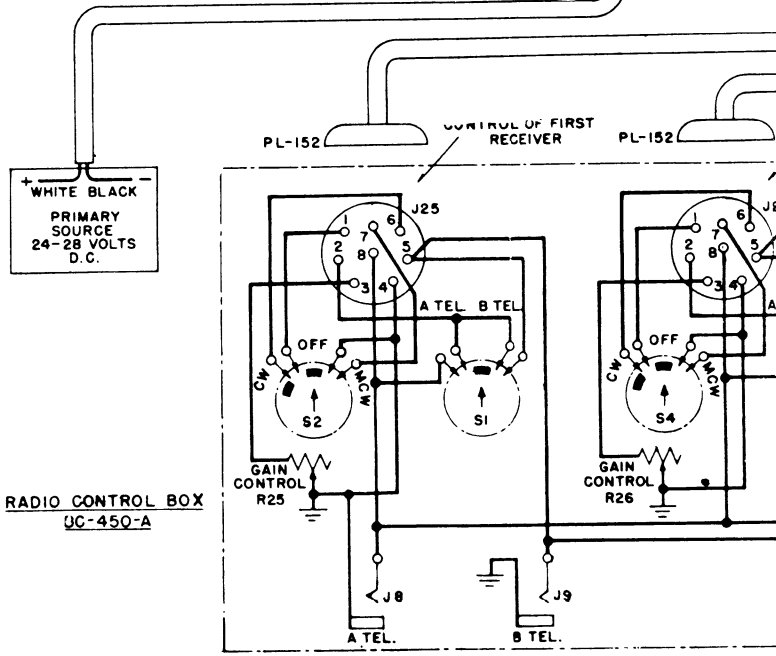 CONTROL OF FIRST
RECEIVER
PL-152
PL-152
+ -
WHITE BLACK
PRIMARY
SOURCE
24-28 VOLTS
D.C.
J25
1
2
3
4
5
6
7
8
A TEL. B TEL.
OFF
CW
MCW
S2
S1
GAIN
CONTROL
R25
RADIO CONTROL BOX
BC-450-A
J8
A TEL.
J9
B TEL.
1
2
3
4
5
6
7
8
OFF
CW
MCW
S4
GAIN
CONTROL
R26